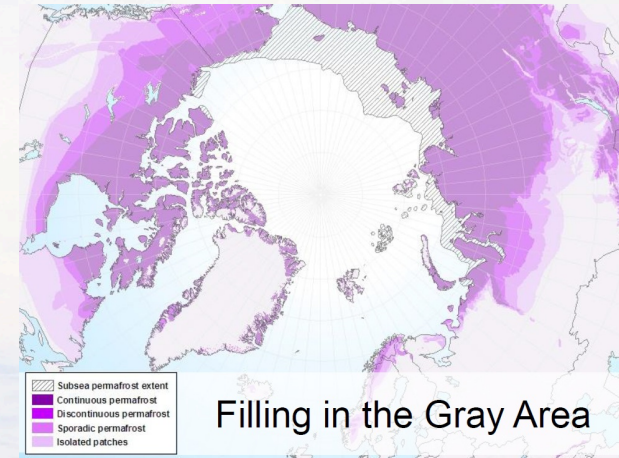 Subsea permafrost extent
Continuous permafrost
Discontinuous permafrost
Sporadic permafrost
Isolated patches
Filling in the Gray Area